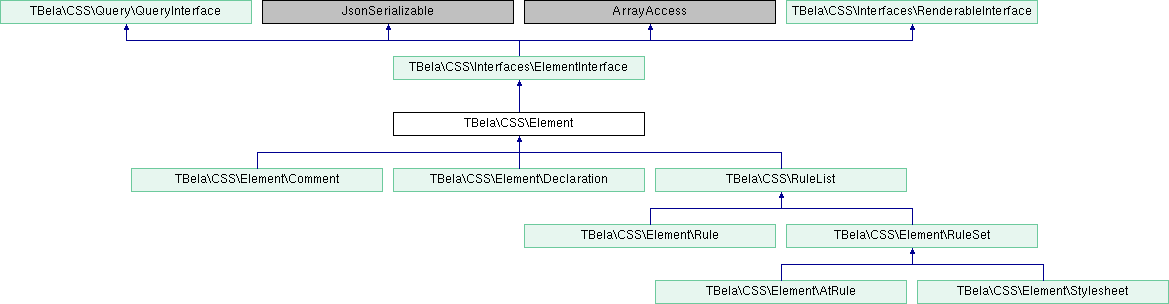 TBela\CSS\Query\QueryInterface
JsonSerializable
ArrayAccess
TBela\CSS\Interfaces\RenderableInterface
TBela\CSS\Interfaces\ElementInterface
TBela\CSS\Element
TBela\CSS\Element\Comment
TBela\CSS\Element\Declaration
TBela\CSS\RuleList
TBela\CSS\Element\Rule
TBela\CSS\Element\RuleSet
TBela\CSS\Element\AtRule
TBela\CSS\Element\Stylesheet